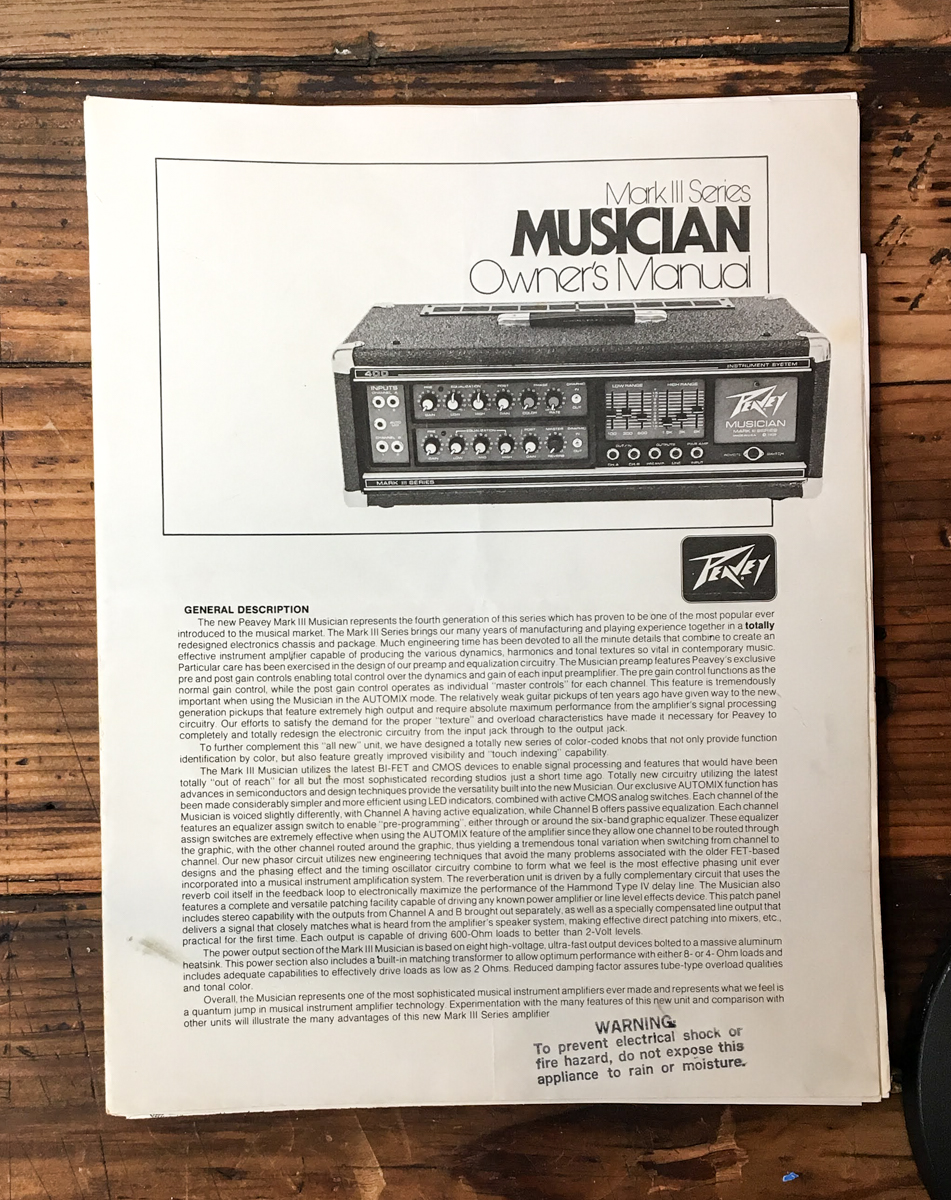 Mark III Series
MUSICIAN
Owner's Manual
400
INSTRUMENT SYSTEM
INPUTS
PRE
EQUALIZATION
POST
PHASER
COLOR
RATE
OUT
LOW RANGE
HIGH RANGE
PEAVEY
MUSICIAN
MARK III SERIES
OUTPUTS
CH. A
CH. B
PRE AMP
LINE
INPUT
MASTER
MARK III SERIES
PEAVEY
GENERAL DESCRIPTION
The new Peavey Mark III Musician represents the fourth generation of this series which has proven to be one of the most popular ever
introduced to the musical market. The Mark III Series brings our many years of manufacturing and playing experience together in a totally
redesigned electronics chassis and package. Much engineering time has been devoted to all the minute details that combine to create an
effective instrument amplifier capable of producing the various dynamics, harmonics and tonal textures so vital in contemporary music.
Particular care has been exercised in the design of our preamp and equalization circuitry. The Musician preamp features Peavey's exclusive
pre and post gain controls enabling total control over the dynamics and gain of each input preamplifier. The pre gain control functions as the
normal gain control, while the post gain control operates as individual "master controls" for each channel. This feature is tremendously
important when using the Musician in the AUTOMIX mode. The relatively weak guitar pickups of ten years ago have given way to the new
generation pickups that feature extremely high output and require absolute maximum performance from the amplifier's signal processing
circuitry. Our efforts to satisfy the demand for the proper "texture" and overload characteristics have made it necessary for Peavey to
completely and totally redesign the electronic circuitry from the input jack through to the output jack.
To further complement this "all new" unit, we have designed a totally new series of color-coded knobs that not only provide function
identification by color, but also feature greatly improved visibility and "touch indexing" capability.
The Mark III Musician utilizes the latest BI-FET and CMOS devices to enable signal processing and features that would have been
totally "out of reach" for all but the most sophisticated recording studios just a short time ago. Totally new circuitry utilizing the latest
advances in semiconductors and design techniques provide the versatility built into the new Musician. Our exclusive AUTOMIX function has
been made considerably simpler and more efficient using LED indicators, combined with active CMOS analog switches. Each channel of the
Musician is voiced slightly differently, with Channel A having active equalization, while Channel B offers passive equalization. Each channel
features an equalizer assign switch to enable "pre-programming", either through or around the six-band graphic equalizer. These equalizer
assign switches are extremely effective when using the AUTOMIX feature of the amplifier since they allow one channel to be routed through
the graphic, with the other channel routed around the graphic, thus yielding a tremendous tonal variation when switching from channel to
channel. Our new phasor circuit utilizes new engineering techniques that avoid the many problems associated with the older FET-based
designs and the phasing effect and the timing oscillator circuitry combine to form what we feel is the most effective phasing unit ever
incorporated into a musical instrument amplification system. The reverberation unit is driven by a fully complementary circuit that uses the
reverb coil itself in the feedback loop to electronically maximize the performance of the Hammond Type IV delay line. The Musician also
features a complete and versatile patching facility capable of driving any known power amplifier or line level effects device. This patch panel
includes stereo capability with the outputs from Channel A and B brought out separately, as well as a specially compensated line output that
delivers a signal that closely matches what is heard from the amplifier's speaker system, making effective direct patching into mixers, etc.,
practical for the first time. Each output is capable of driving 600-Ohm loads to better than 2-Volt levels.
The power output section of the Mark III Musician is based on eight high-voltage, ultra-fast output devices bolted to a massive aluminum
heatsink. This power section also includes a built-in matching transformer to allow optimum performance with either 8- or 4- Ohm loads and
includes adequate capabilities to effectively drive loads as low as 2 Ohms. Reduced damping factor assures tube-type overload qualities
and tonal color.
Overall, the Musician represents one of the most sophisticated musical instrument amplifiers ever made and represents what we feel is
a quantum jump in musical instrument amplifier technology. Experimentation with the many features of this new unit and comparison with
other units will illustrate the many advantages of this new Mark III Series amplifier
WARNING:
To prevent electrical shock or
fire hazard, do not expose this
appliance to rain or moisture.